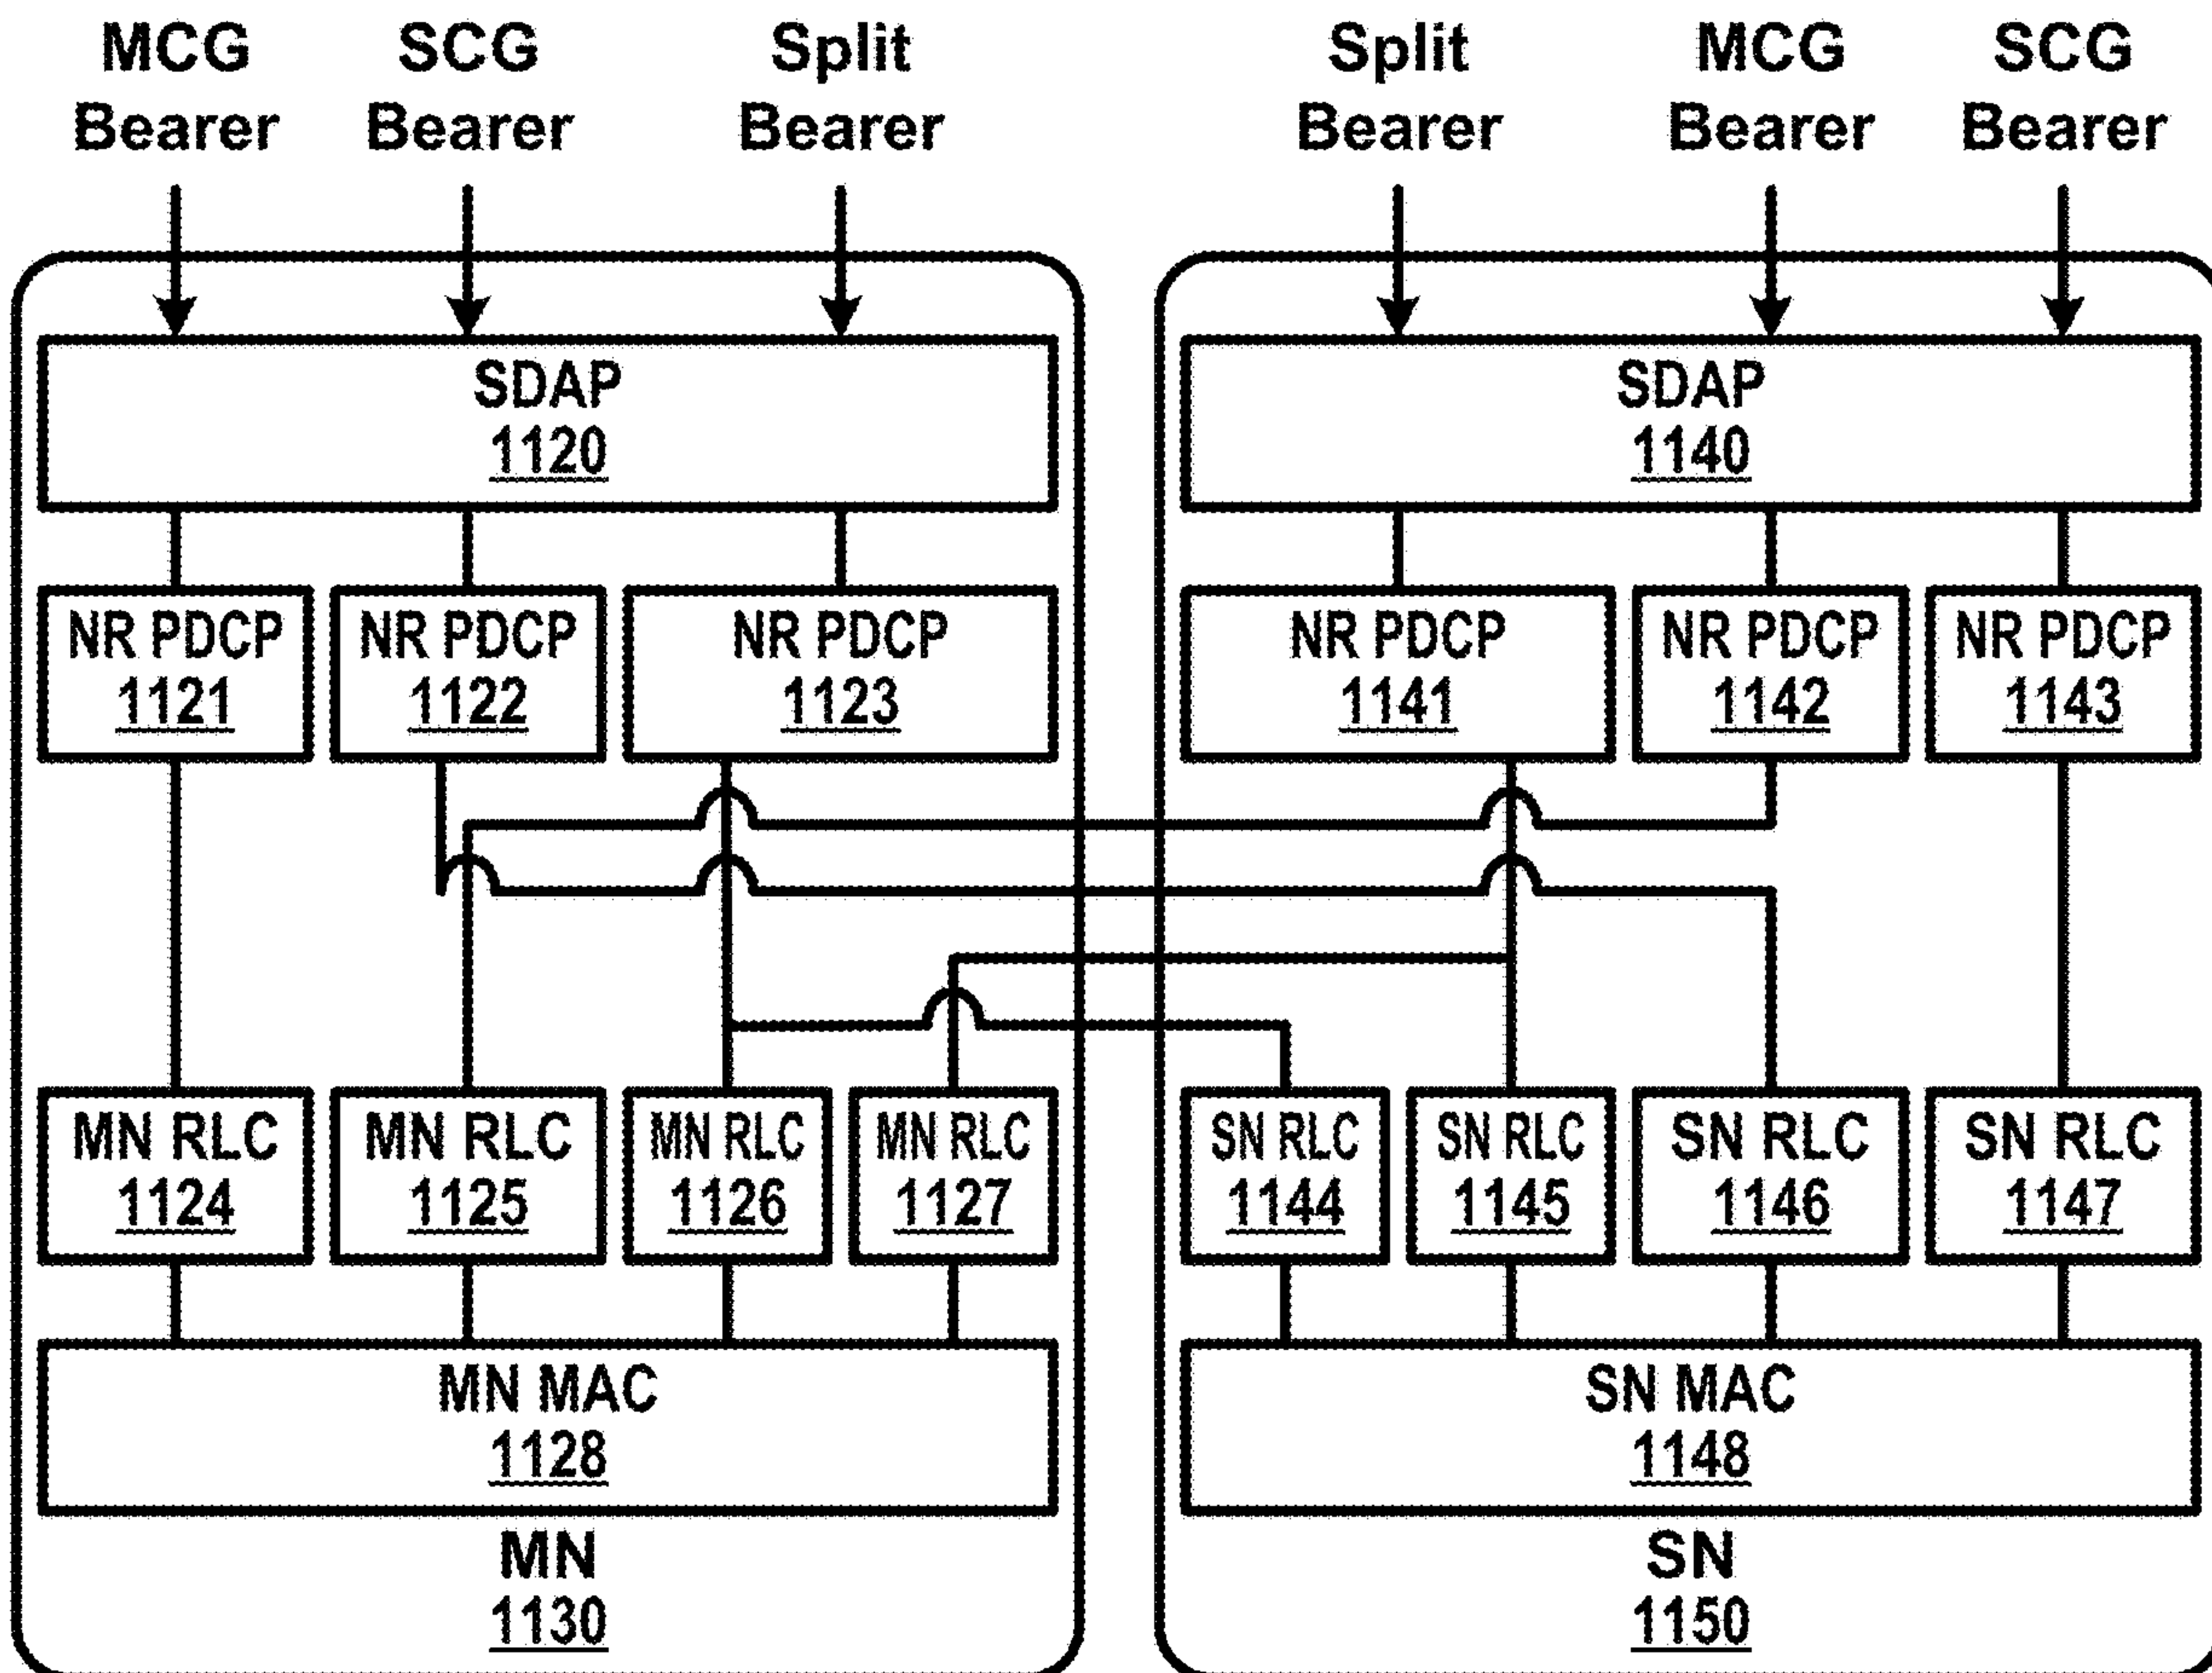 MCG Bearer
SCG Bearer
Split Bearer
Split Bearer
MCG Bearer
SCG Bearer
SDAP
1120
SDAP
1140
NR PDCP
1121
NR PDCP
1122
NR PDCP
1123
NR PDCP
1141
NR PDCP
1142
NR PDCP
1143
MN RLC
1124
MN RLC
1125
MN RLC
1126
MN RLC
1127
SN RLC
1144
SN RLC
1145
SN RLC
1146
SN RLC
1147
MN MAC
1128
SN MAC
1148
MN
1130
SN
1150